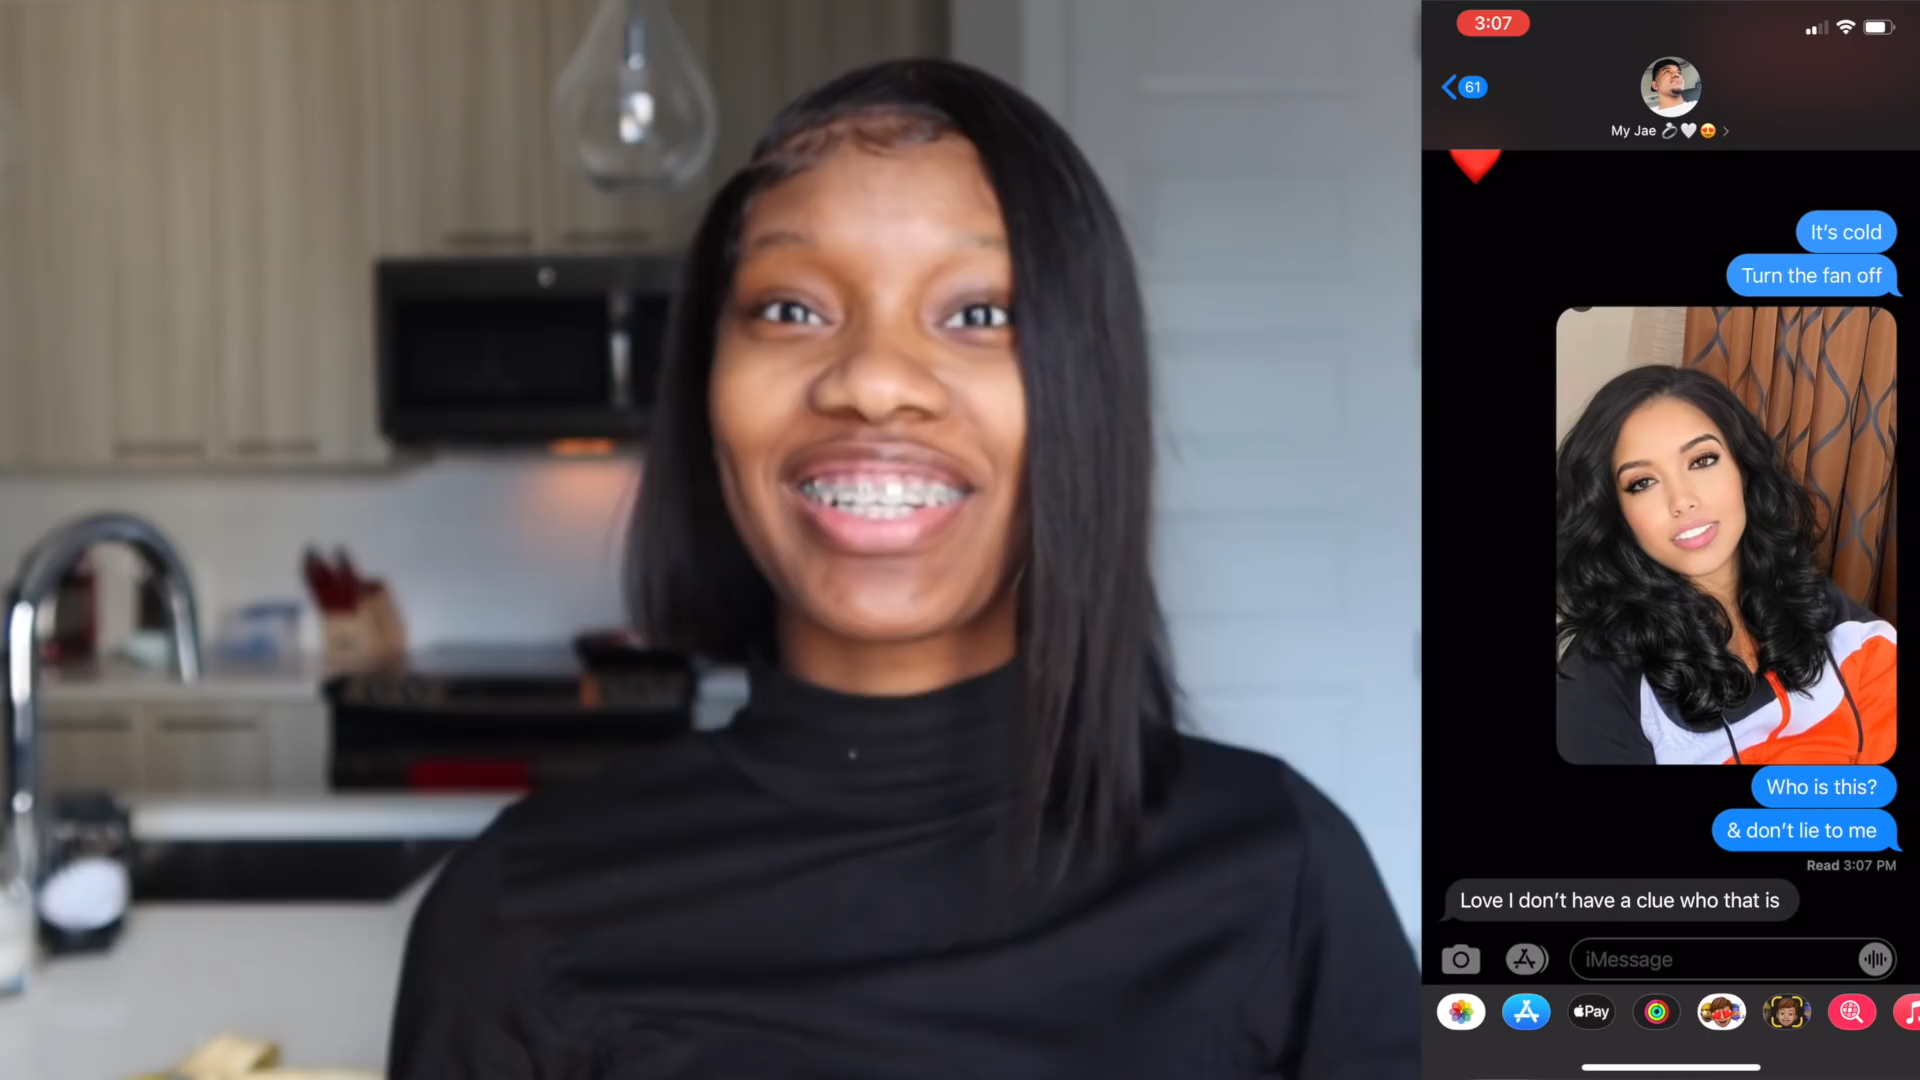 3:07
61
My Jae 💍🤍😍
It's cold
Turn the fan off
Who is this?
& don't lie to me
Read 3:07 PM
Love I don't have a clue who that is
iMessage
Pay